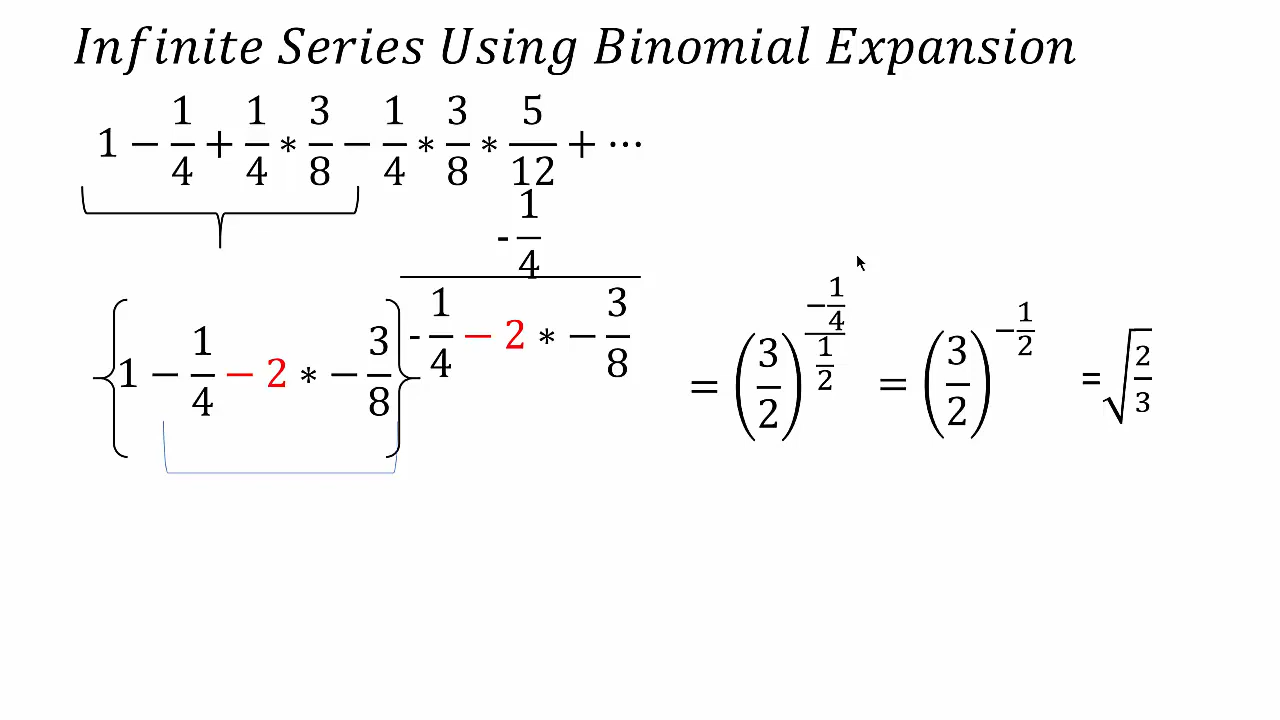 Infinite Series Using Binomial Expansion
1 − 1/4 + 1/4 ∗ 3/8 − 1/4 ∗ 3/8 ∗ 5/12 + ⋯
{1 − 1/4 − 2 ∗ − 3/8}^((-1/4)/(-1/4 − 2 ∗ − 3/8)) = (3/2)^((−1/4)/(1/2)) = (3/2)^(−1/2) = √(2/3)